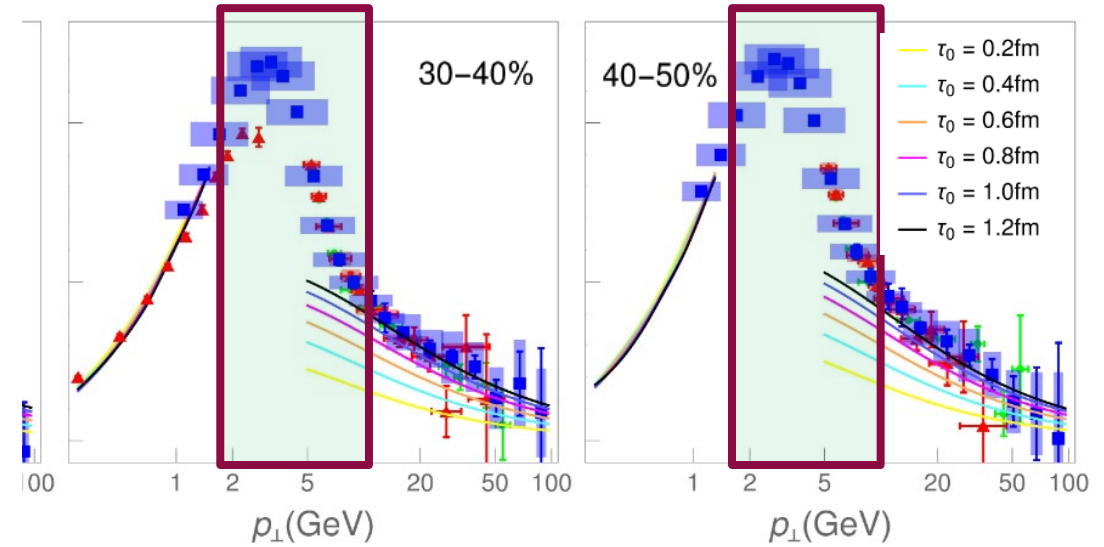 30–40%
40–50%
τ₀ = 0.2fm
τ₀ = 0.4fm
τ₀ = 0.6fm
τ₀ = 0.8fm
τ₀ = 1.0fm
τ₀ = 1.2fm
00 1 2 5 20 50 100 1 2 5 20 50 100
p⊥(GeV) p⊥(GeV)